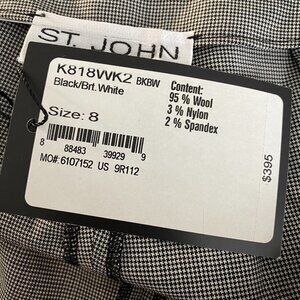 ST. JOHN
K818WK2 BKBW
Black/Brt. White
Content:
95 % Wool
3 % Nylon
2 % Spandex
Size: 8
8 88483 39929 9
MO#: 6107152 US 9R112
$395